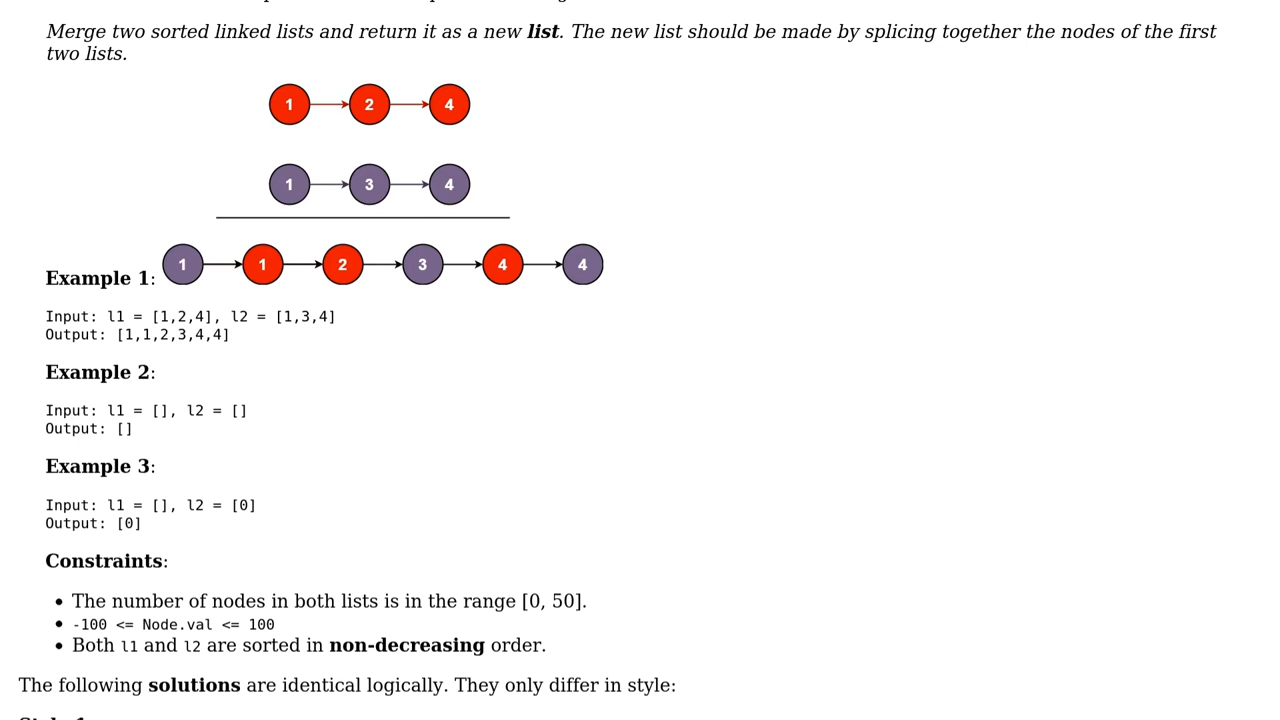 Merge two sorted linked lists and return it as a new list. The new list should be made by splicing together the nodes of the first
two lists.
1 2 4
1 3 4
1 1 2 3 4 4
Example 1:
Input: l1 = [1,2,4], l2 = [1,3,4]
Output: [1,1,2,3,4,4]
Example 2:
Input: l1 = [], l2 = []
Output: []
Example 3:
Input: l1 = [], l2 = [0]
Output: [0]
Constraints:
• The number of nodes in both lists is in the range [0, 50].
• -100 <= Node.val <= 100
• Both l1 and l2 are sorted in non-decreasing order.
The following solutions are identical logically. They only differ in style: